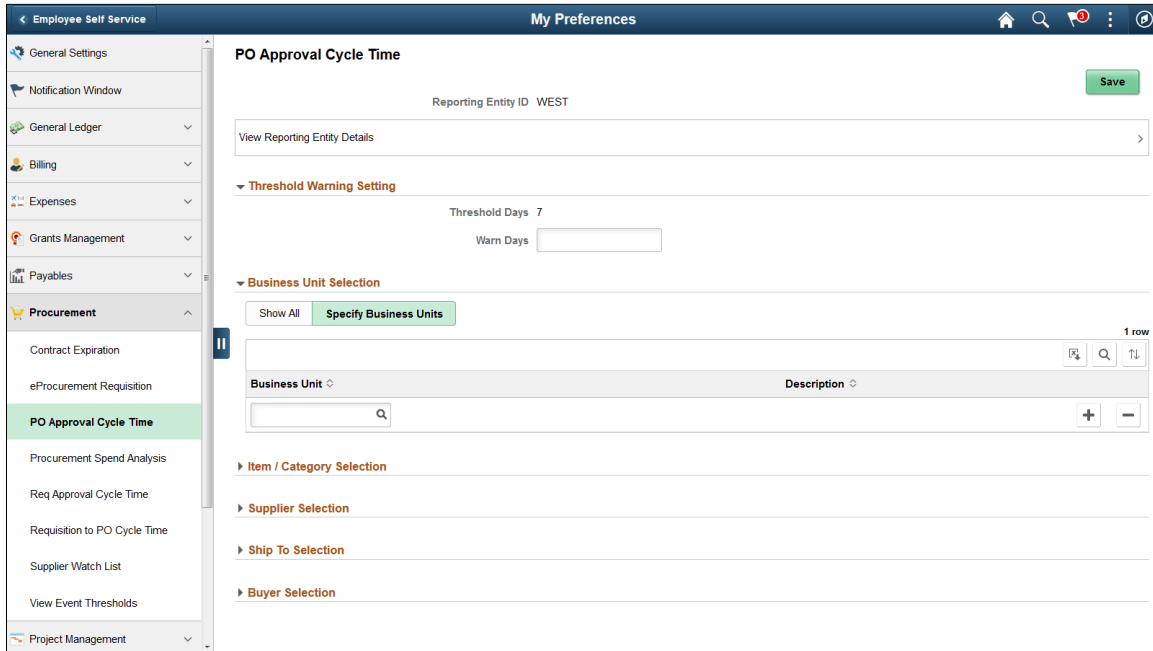 Employee Self Service
My Preferences
3
General Settings
Notification Window
General Ledger
Billing
Expenses
Grants Management
Payables
Procurement
Contract Expiration
eProcurement Requisition
PO Approval Cycle Time
Procurement Spend Analysis
Req Approval Cycle Time
Requisition to PO Cycle Time
Supplier Watch List
View Event Thresholds
Project Management
PO Approval Cycle Time
Save
Reporting Entity ID WEST
View Reporting Entity Details
Threshold Warning Setting
Threshold Days 7
Warn Days
Business Unit Selection
Show All Specify Business Units
1 row
Business Unit Description
Item / Category Selection
Supplier Selection
Ship To Selection
Buyer Selection